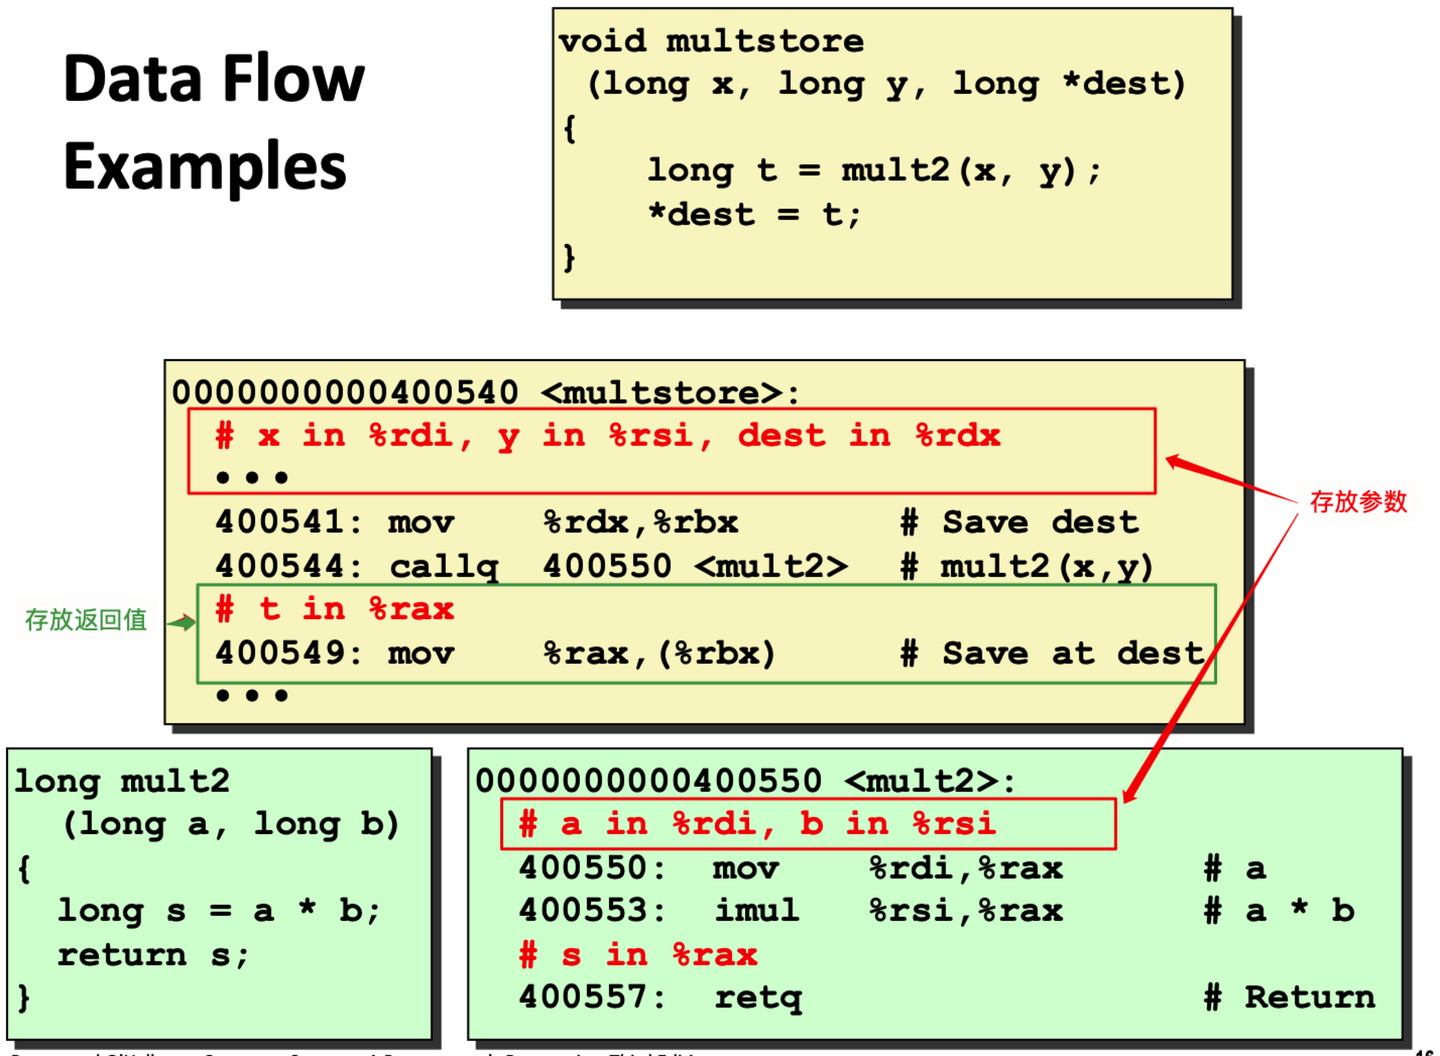 Data Flow
Examples
void multstore
(long x, long y, long *dest)
{
long t = mult2(x, y);
*dest = t;
}
0000000000400540 <multstore>:
# x in %rdi, y in %rsi, dest in %rdx
•••
400541: mov %rdx,%rbx # Save dest
400544: callq 400550 <mult2> # mult2(x,y)
# t in %rax
400549: mov %rax,(%rbx) # Save at dest
•••
存放参数
存放返回值
long mult2
(long a, long b)
{
long s = a * b;
return s;
}
0000000000400550 <mult2>:
# a in %rdi, b in %rsi
400550: mov %rdi,%rax # a
400553: imul %rsi,%rax # a * b
# s in %rax
400557: retq # Return